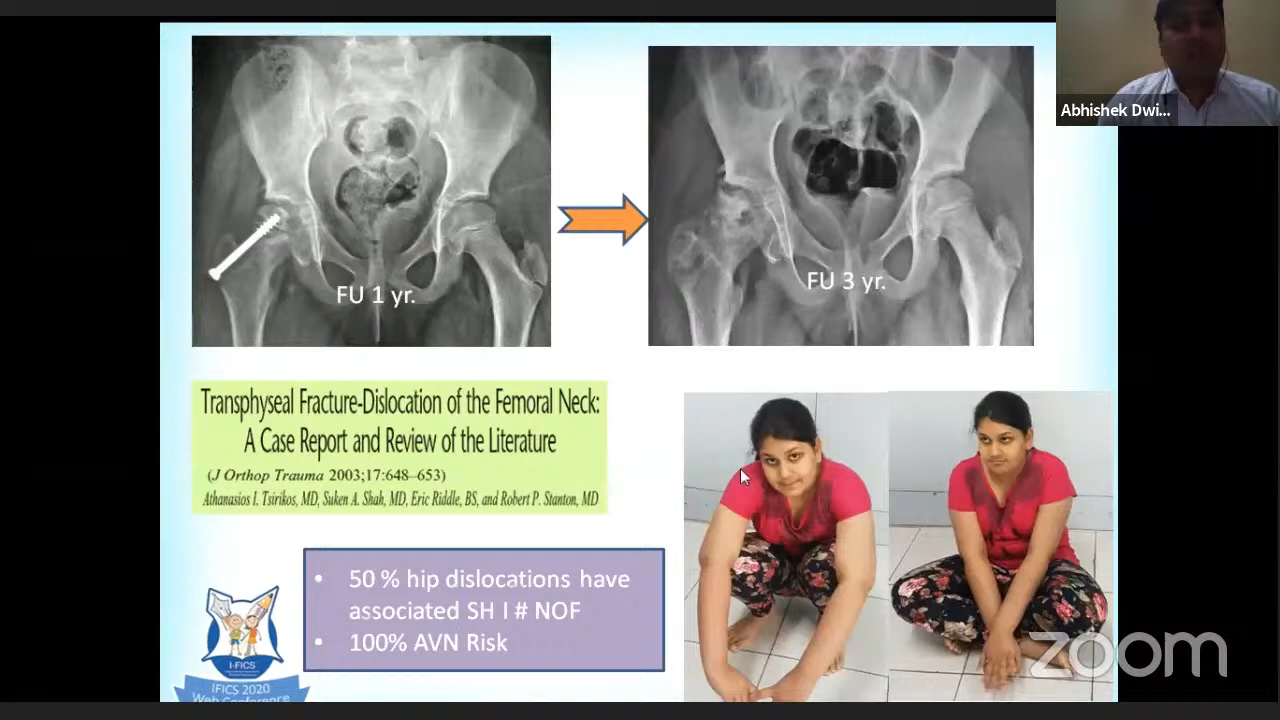 Abhishek Dwi...
FU 1 yr.
FU 3 yr.
Transphyseal Fracture-Dislocation of the Femoral Neck:
A Case Report and Review of the Literature
(J Orthop Trauma 2003;17:648–653)
Athanasios I. Tsirikos, MD, Suken A. Shah, MD, Eric Riddle, BS, and Robert P. Stanton, MD
• 50 % hip dislocations have
associated SH I # NOF
• 100% AVN Risk
I-FICS
IFICS 2020
Web Conference
zoom